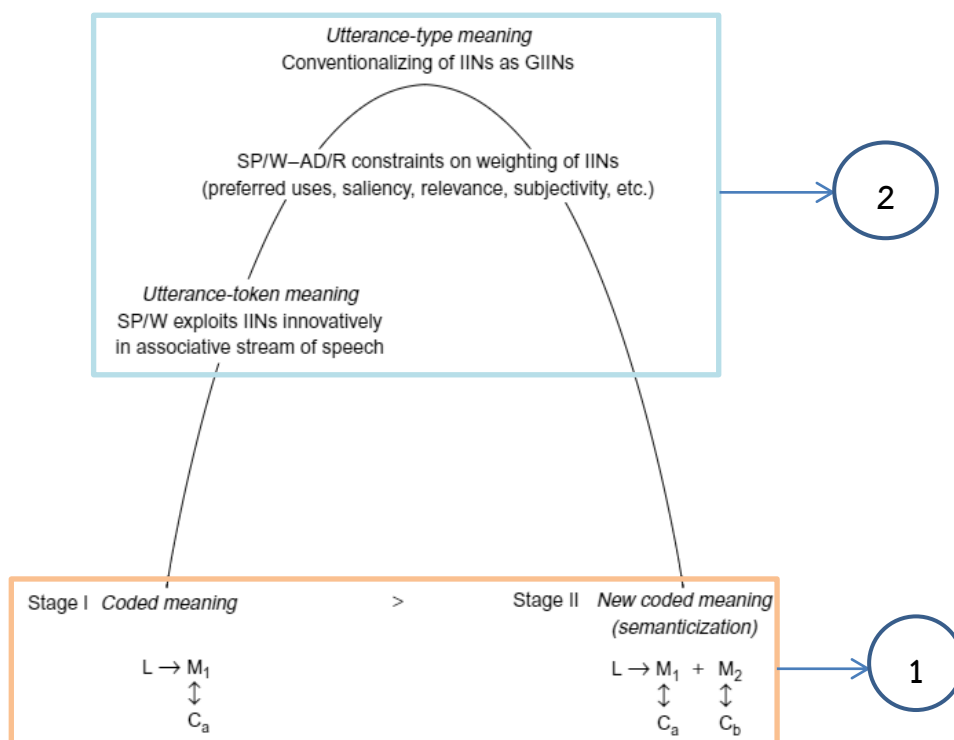 Utterance-type meaning
Conventionalizing of IINs as GIINs
SP/W–AD/R constraints on weighting of IINs
(preferred uses, saliency, relevance, subjectivity, etc.)
2
Utterance-token meaning
SP/W exploits IINs innovatively
in associative stream of speech
Stage I Coded meaning > Stage II New coded meaning
(semanticization)
L → M₁ L → M₁ + M₂
↕ ↕ ↕
Cₐ Cₐ C_b
1